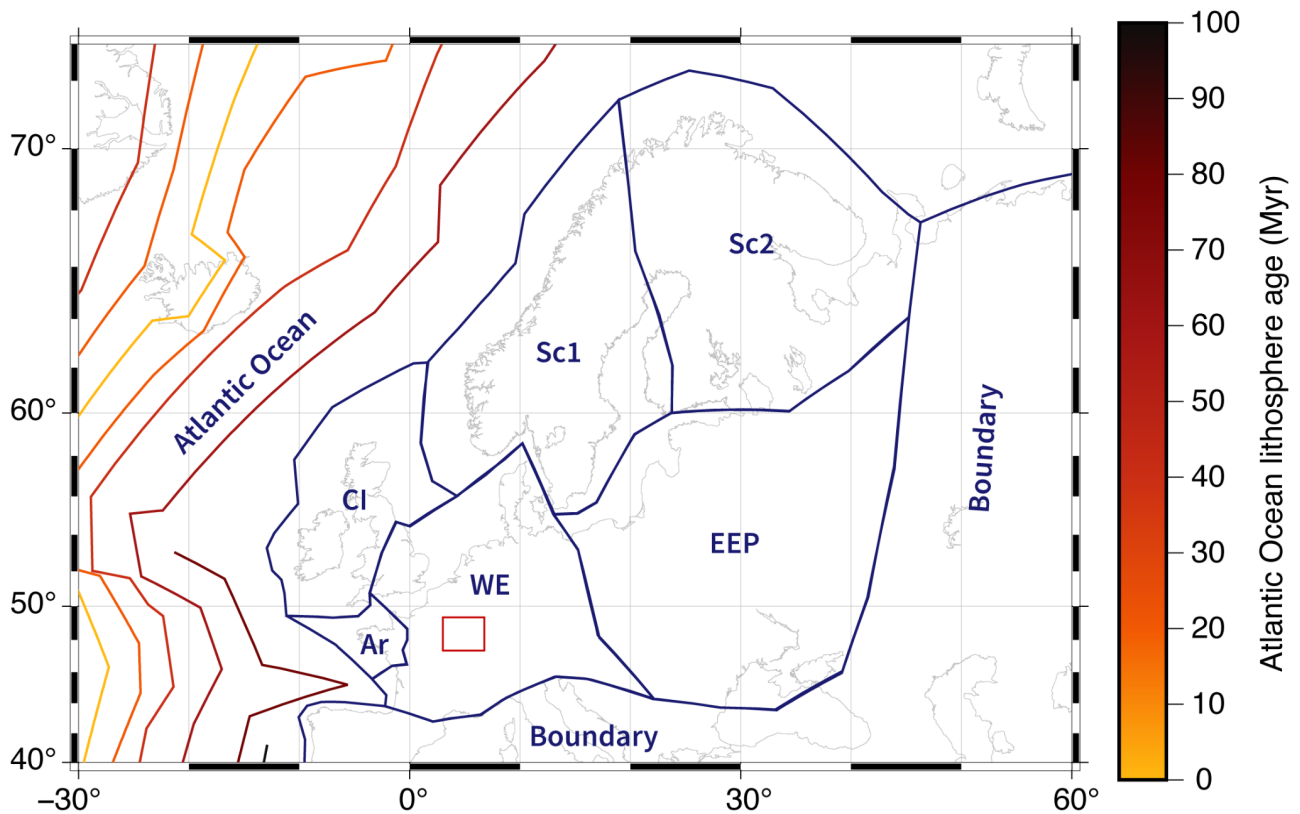 70°
60°
50°
40°
−30°
0°
30°
60°
Atlantic Ocean
Sc2
Sc1
CI
EEP
WE
Ar
Boundary
Boundary
100
90
80
70
60
50
40
30
20
10
0
Atlantic Ocean lithosphere age (Myr)